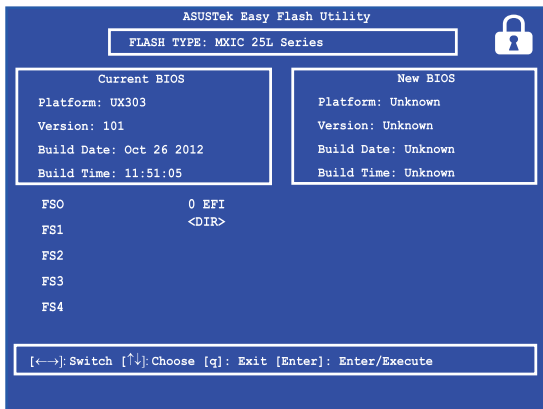 ASUSTek Easy Flash Utility
FLASH TYPE: MXIC 25L Series
Current BIOS
Platform: UX303
Version: 101
Build Date: Oct 26 2012
Build Time: 11:51:05
New BIOS
Platform: Unknown
Version: Unknown
Build Date: Unknown
Build Time: Unknown
FSO
FS1
FS2
FS3
FS4
0 EFI
<DIR>
[←→]: Switch [↑↓]: Choose [q]: Exit [Enter]: Enter/Execute